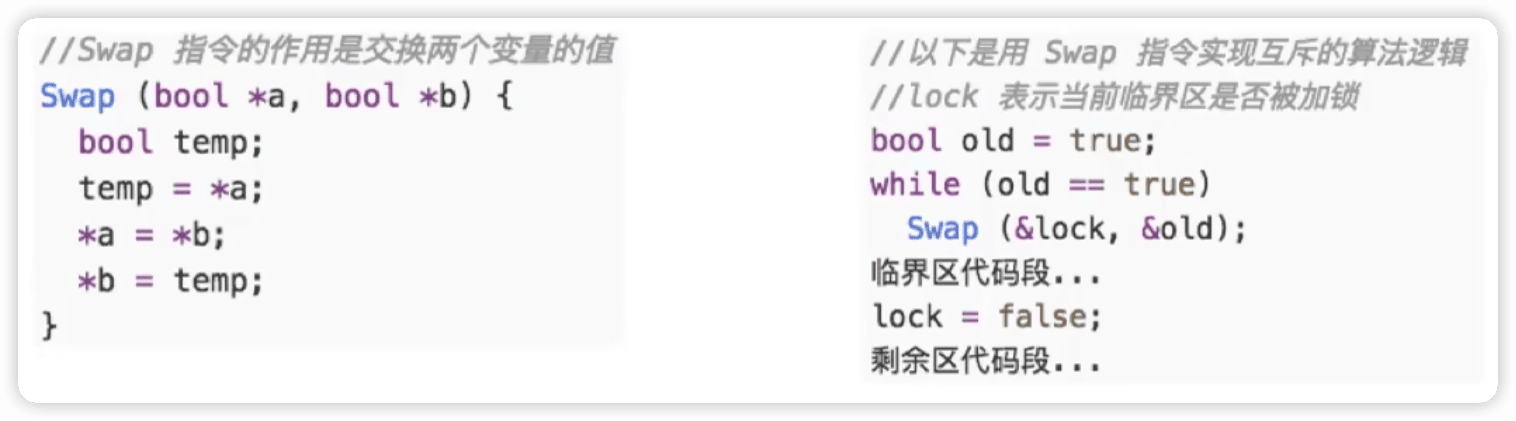 //Swap 指令的作用是交换两个变量的值
Swap (bool *a, bool *b) {
  bool temp;
  temp = *a;
  *a = *b;
  *b = temp;
}
//以下是用 Swap 指令实现互斥的算法逻辑
//lock 表示当前临界区是否被加锁
bool old = true;
while (old == true)
  Swap (&lock, &old);
临界区代码段...
lock = false;
剩余区代码段...